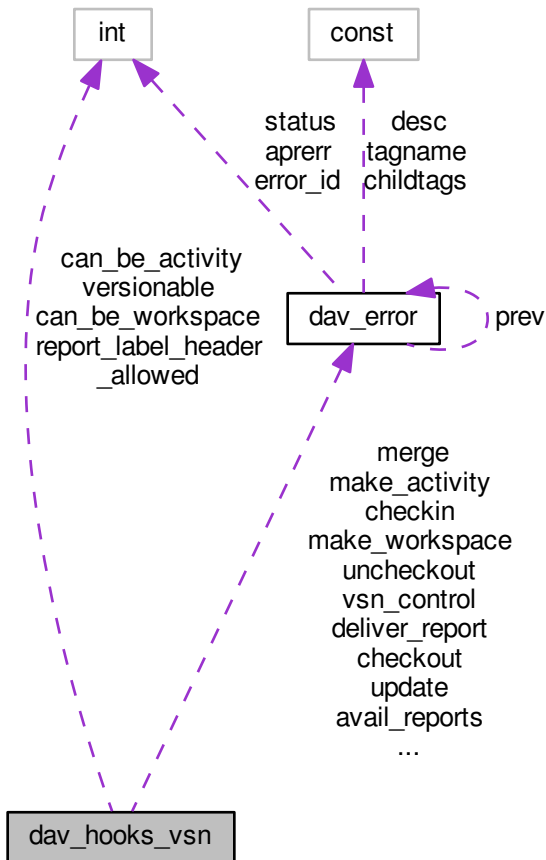 int
const
status
aprerr
error_id
desc
tagname
childtags
can_be_activity
versionable
can_be_workspace
report_label_header
_allowed
dav_error
prev
merge
make_activity
checkin
make_workspace
uncheckout
vsn_control
deliver_report
checkout
update
avail_reports
...
dav_hooks_vsn